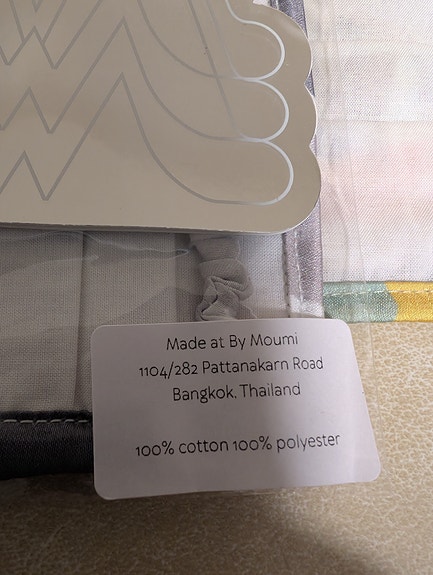 Made at By Moumi
1104/282 Pattanakarn Road
Bangkok, Thailand
100% cotton 100% polyester